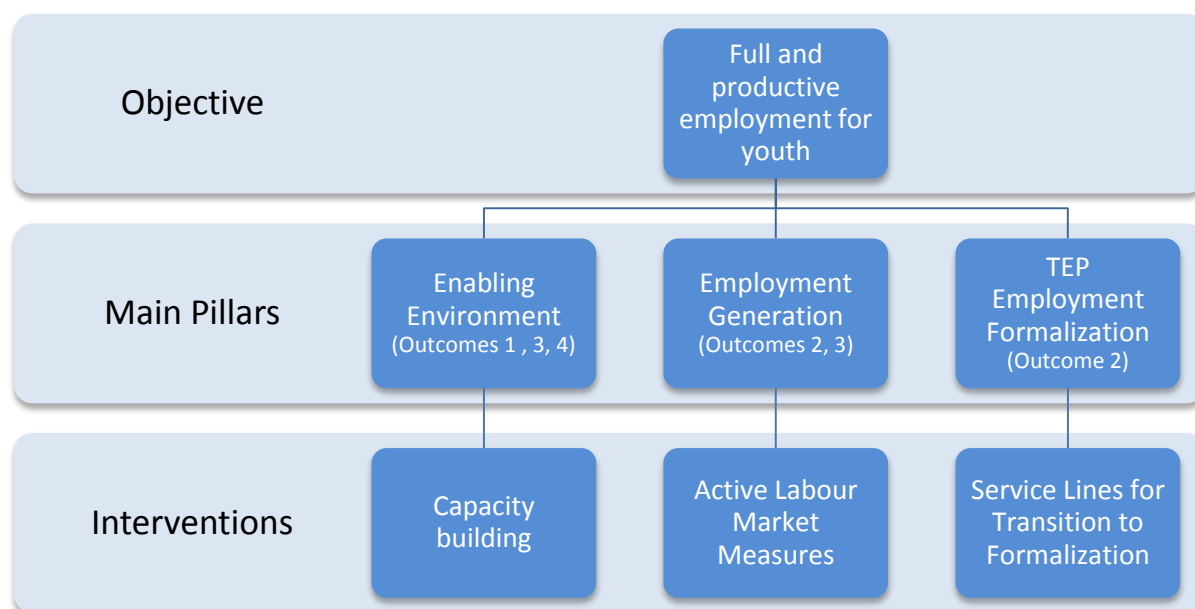 Objective
Full and
productive
employment for
youth
Main Pillars
Enabling
Environment
(Outcomes 1 , 3, 4)
Employment
Generation
(Outcomes 2, 3)
TEP
Employment
Formalization
(Outcome 2)
Interventions
Capacity
building
Active Labour
Market
Measures
Service Lines for
Transition to
Formalization